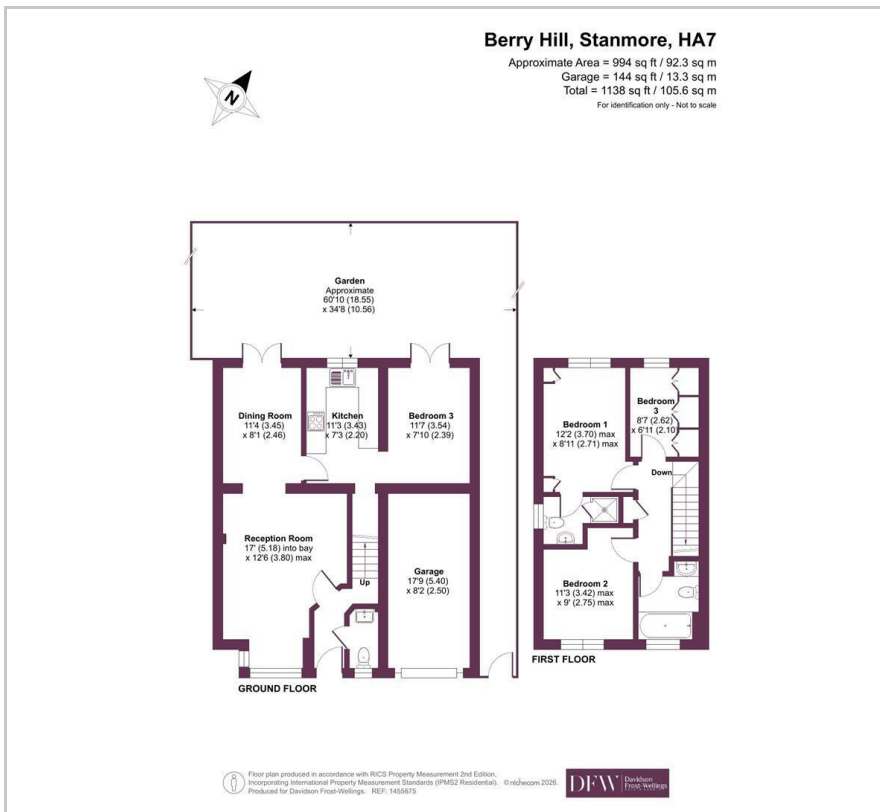 Berry Hill, Stanmore, HA7
Approximate Area = 994 sq ft / 92.3 sq m
Garage = 144 sq ft / 13.3 sq m
Total = 1138 sq ft / 105.6 sq m
For identification only - Not to scale
N
Garden
Approximate
60'10 (18.55)
x 34'8 (10.56)
Dining Room
11'4 (3.45)
x 8'1 (2.46)
Kitchen
11'3 (3.43)
x 7'3 (2.20)
Bedroom 3
11'7 (3.54)
x 7'10 (2.39)
Reception Room
17' (5.18) into bay
x 12'6 (3.80) max
Up
Garage
17'9 (5.40)
x 8'2 (2.50)
GROUND FLOOR
Bedroom 1
12'2 (3.70) max
x 8'11 (2.71) max
Bedroom
3
8'7 (2.62)
x 6'11 (2.10)
Down
Bedroom 2
11'3 (3.42) max
x 9' (2.75) max
FIRST FLOOR
Floor plan produced in accordance with RICS Property Measurement 2nd Edition,
Incorporating International Property Measurement Standards (IPMS2 Residential). © nichecom 2026.
Produced for Davidson Frost-Wellings. REF: 1455675
DFW
Davidson
Frost-Wellings